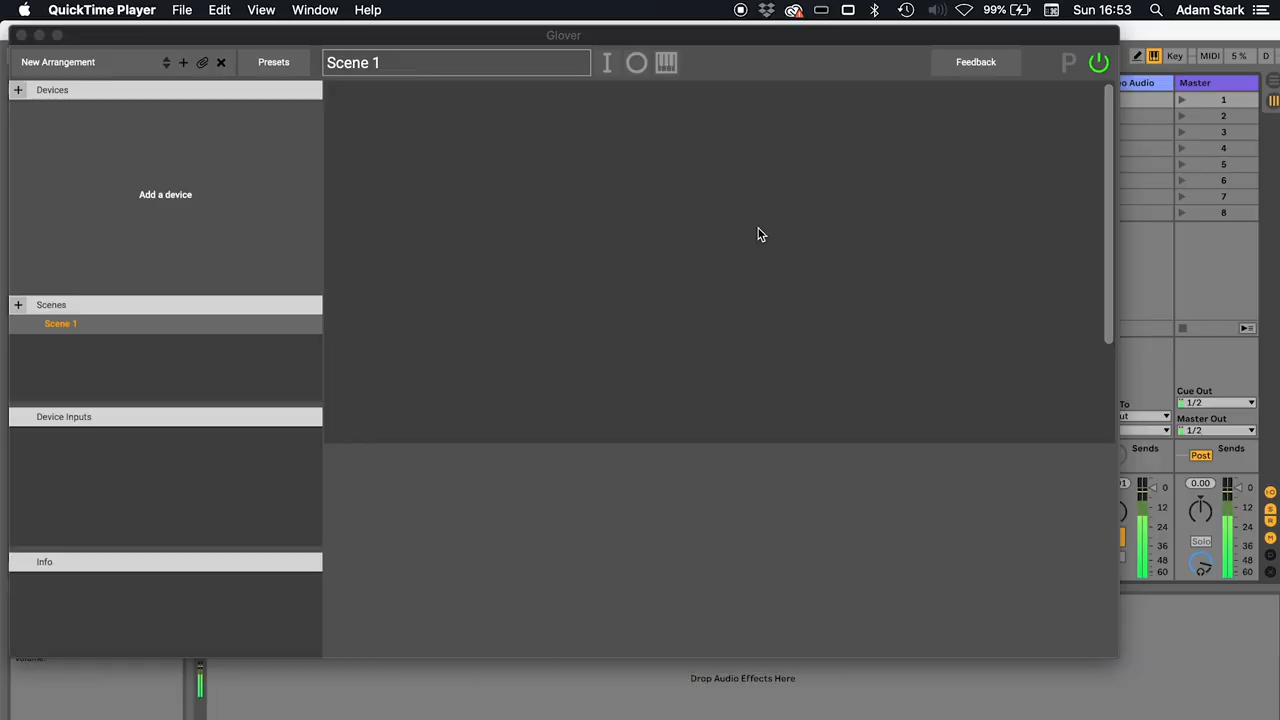 QuickTime Player File Edit View Window Help 99% Sun 16:53 Adam Stark
Glover
New Arrangement Presets Scene 1 Feedback P
Key MIDI 5 % D
+ Devices
Add a device
+ Scenes
Scene 1
Device Inputs
Info
o Audio Master
1
2
3
4
5
6
7
8
Cue Out
1/2
To Master Out
ut 1/2
Sends Post Sends
0.00
0 0
12 12
24 24
36 Solo 36
48 48
60 60
Drop Audio Effects Here